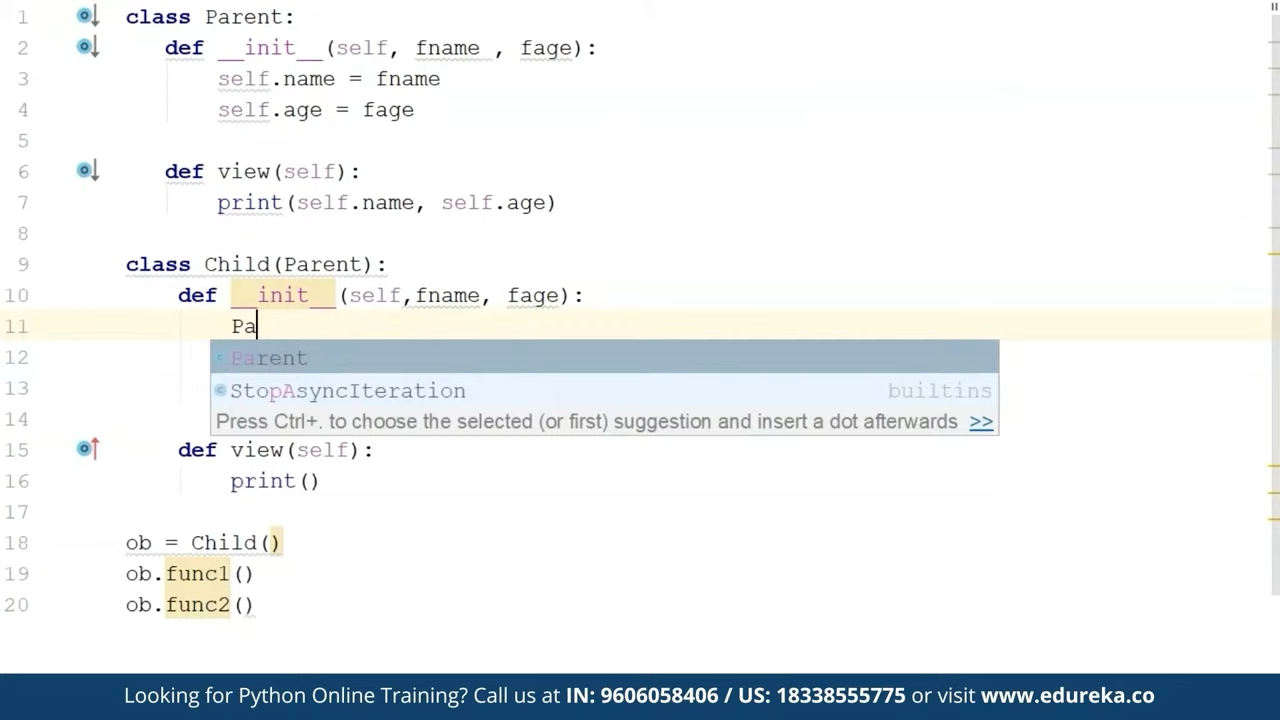 1 class Parent:
2 def __init__(self, fname , fage):
3 self.name = fname
4 self.age = fage
5
6 def view(self):
7 print(self.name, self.age)
8
9 class Child(Parent):
10 def __init__(self,fname, fage):
11 Pa
12 Parent
13 StopAsyncIteration builtins
14 Press Ctrl+. to choose the selected (or first) suggestion and insert a dot afterwards >>
15 def view(self):
16 print()
17
18 ob = Child()
19 ob.func1()
20 ob.func2()
Looking for Python Online Training? Call us at IN: 9606058406 / US: 18338555775 or visit www.edureka.co